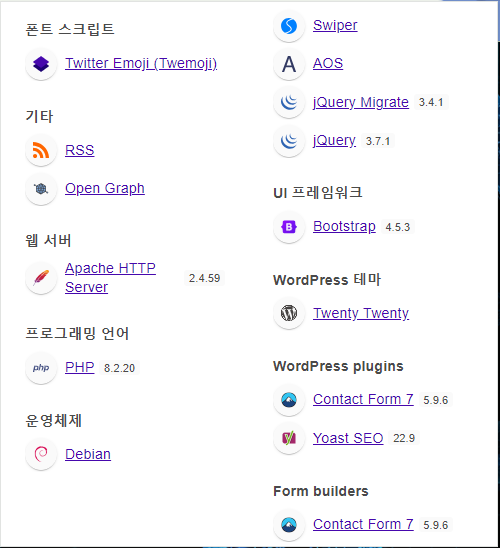 폰트 스크립트
Twitter Emoji (Twemoji)
기타
RSS
Open Graph
웹 서버
Apache HTTP
Server
2.4.59
프로그래밍 언어
php
PHP 8.2.20
운영체제
Debian
Swiper
A
AOS
jQuery Migrate 3.4.1
jQuery 3.7.1
UI 프레임워크
B
Bootstrap 4.5.3
WordPress 테마
Twenty Twenty
WordPress plugins
Contact Form 7 5.9.6
Yoast SEO 22.9
Form builders
Contact Form 7 5.9.6